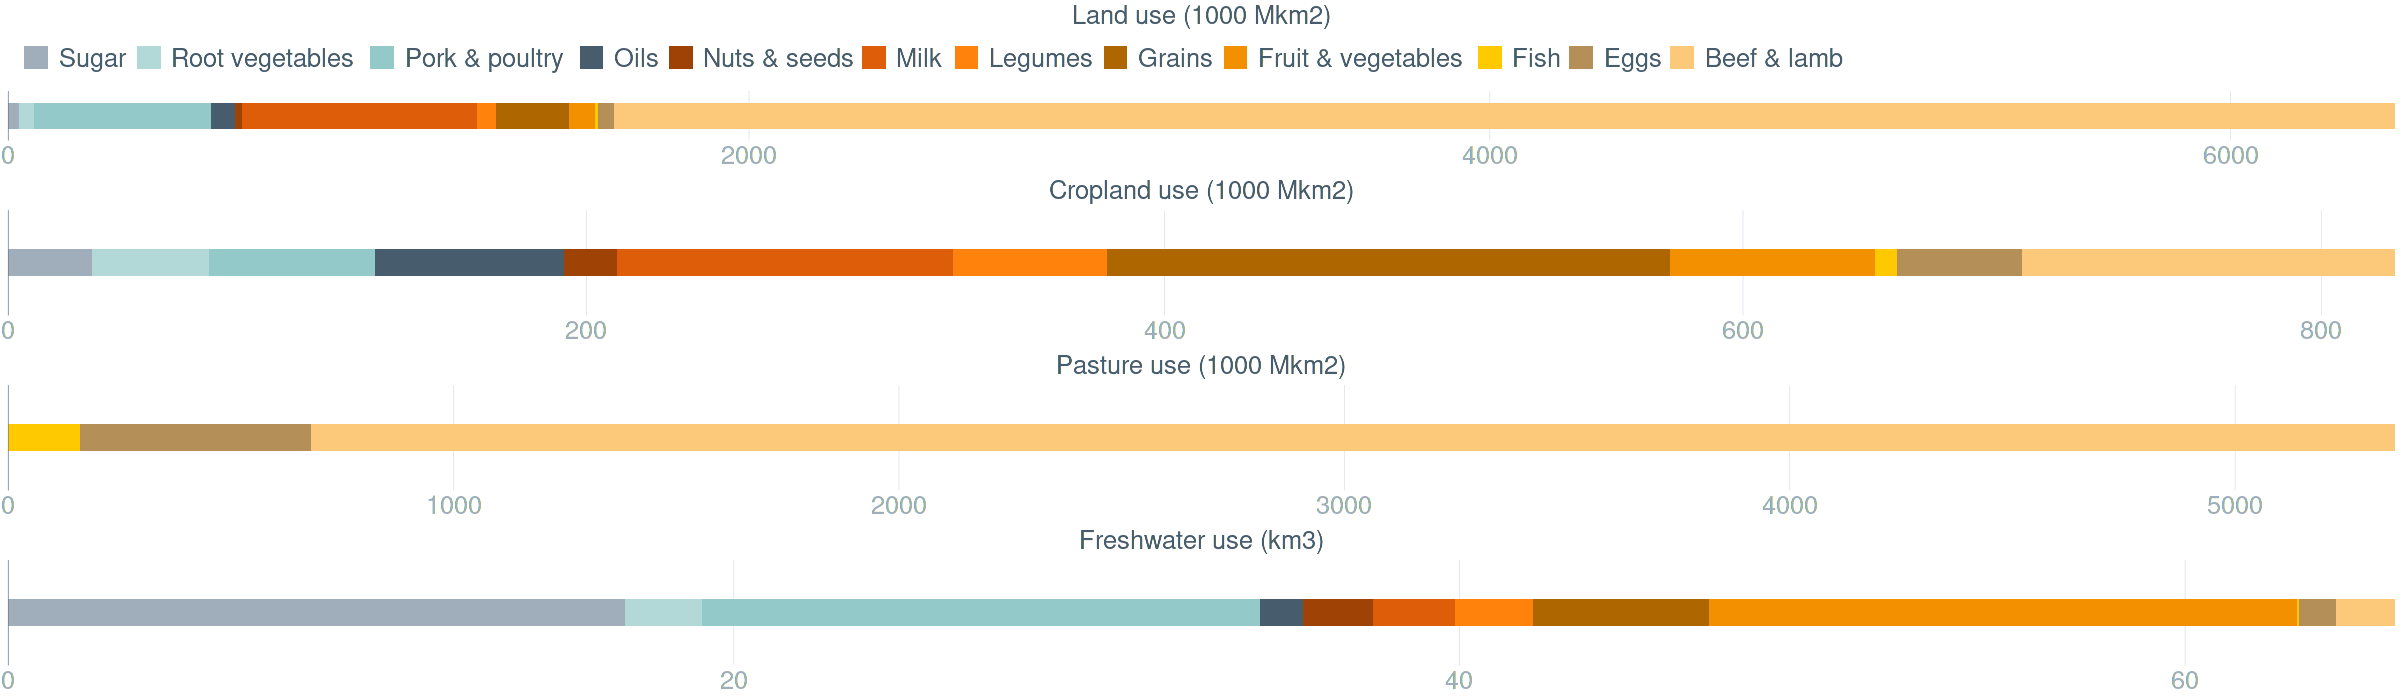 Land use (1000 Mkm2)
Sugar Root vegetables Pork & poultry Oils Nuts & seeds Milk Legumes Grains Fruit & vegetables Fish Eggs Beef & lamb
0 2000 4000 6000
Cropland use (1000 Mkm2)
0 200 400 600 800
Pasture use (1000 Mkm2)
0 1000 2000 3000 4000 5000
Freshwater use (km3)
0 20 40 60